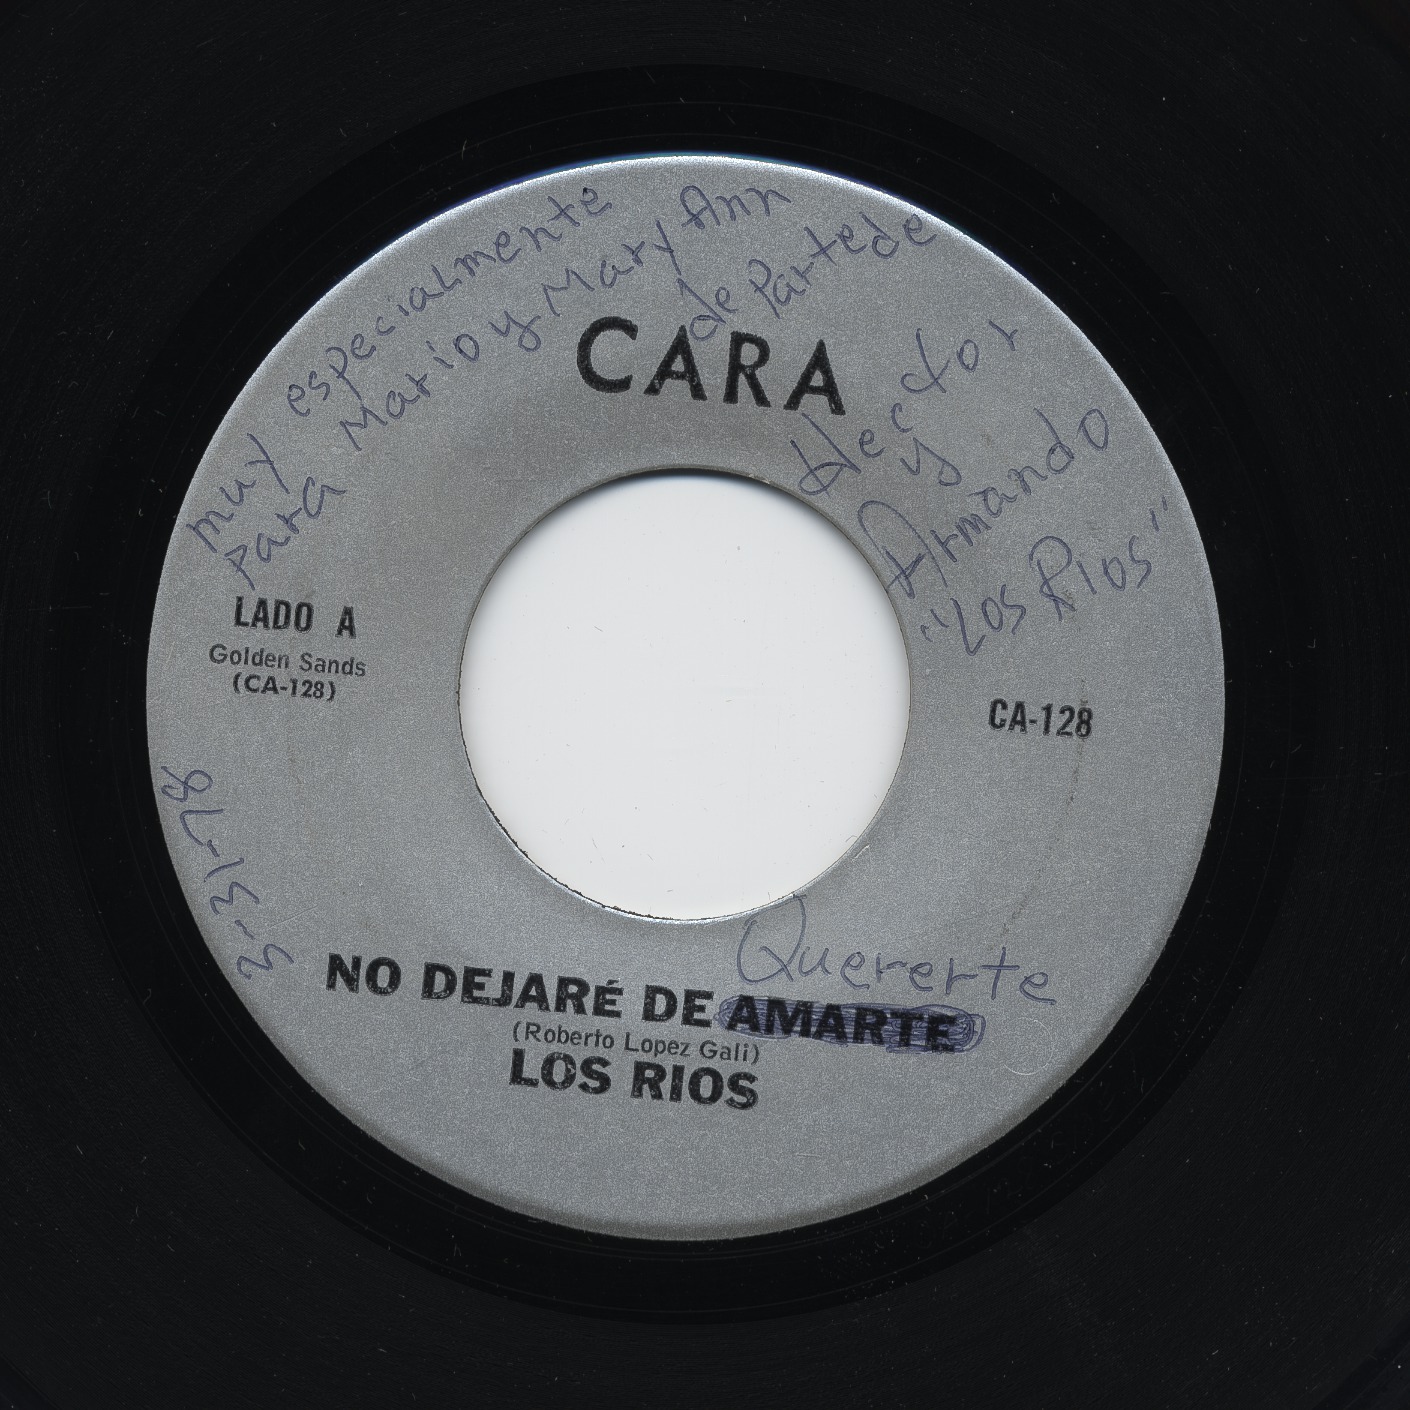 muy especialmente
para Mario y Mary Ann
de Parte de
Hector
y
Armando
"Los Rios"
CARA
LADO A
Golden Sands
(CA-128)
CA-128
3-31-78
Quererte
NO DEJARÉ DE AMARTE
(Roberto Lopez Gali)
LOS RIOS